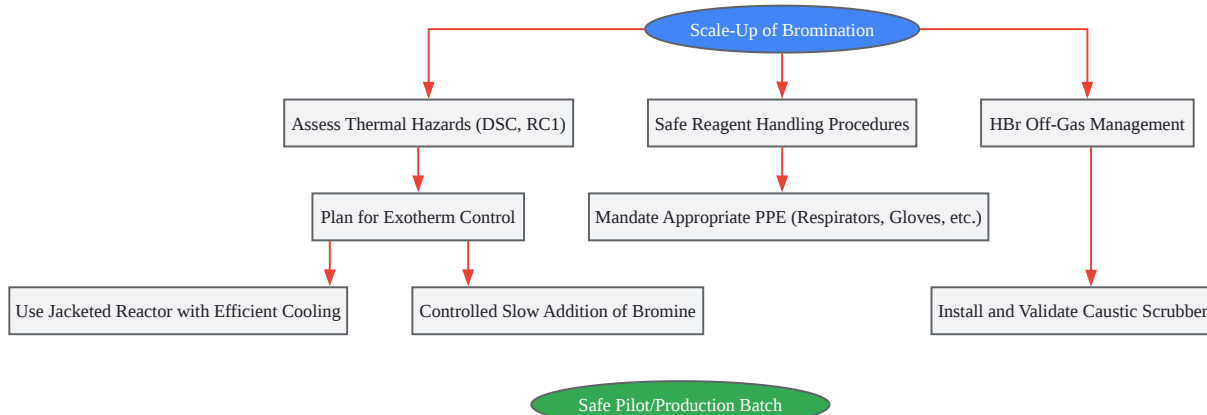 Scale-Up of Bromination
Assess Thermal Hazards (DSC, RC1)
Safe Reagent Handling Procedures
HBr Off-Gas Management
Plan for Exotherm Control
Mandate Appropriate PPE (Respirators, Gloves, etc.)
Use Jacketed Reactor with Efficient Cooling
Controlled Slow Addition of Bromine
Install and Validate Caustic Scrubber
Safe Pilot/Production Batch